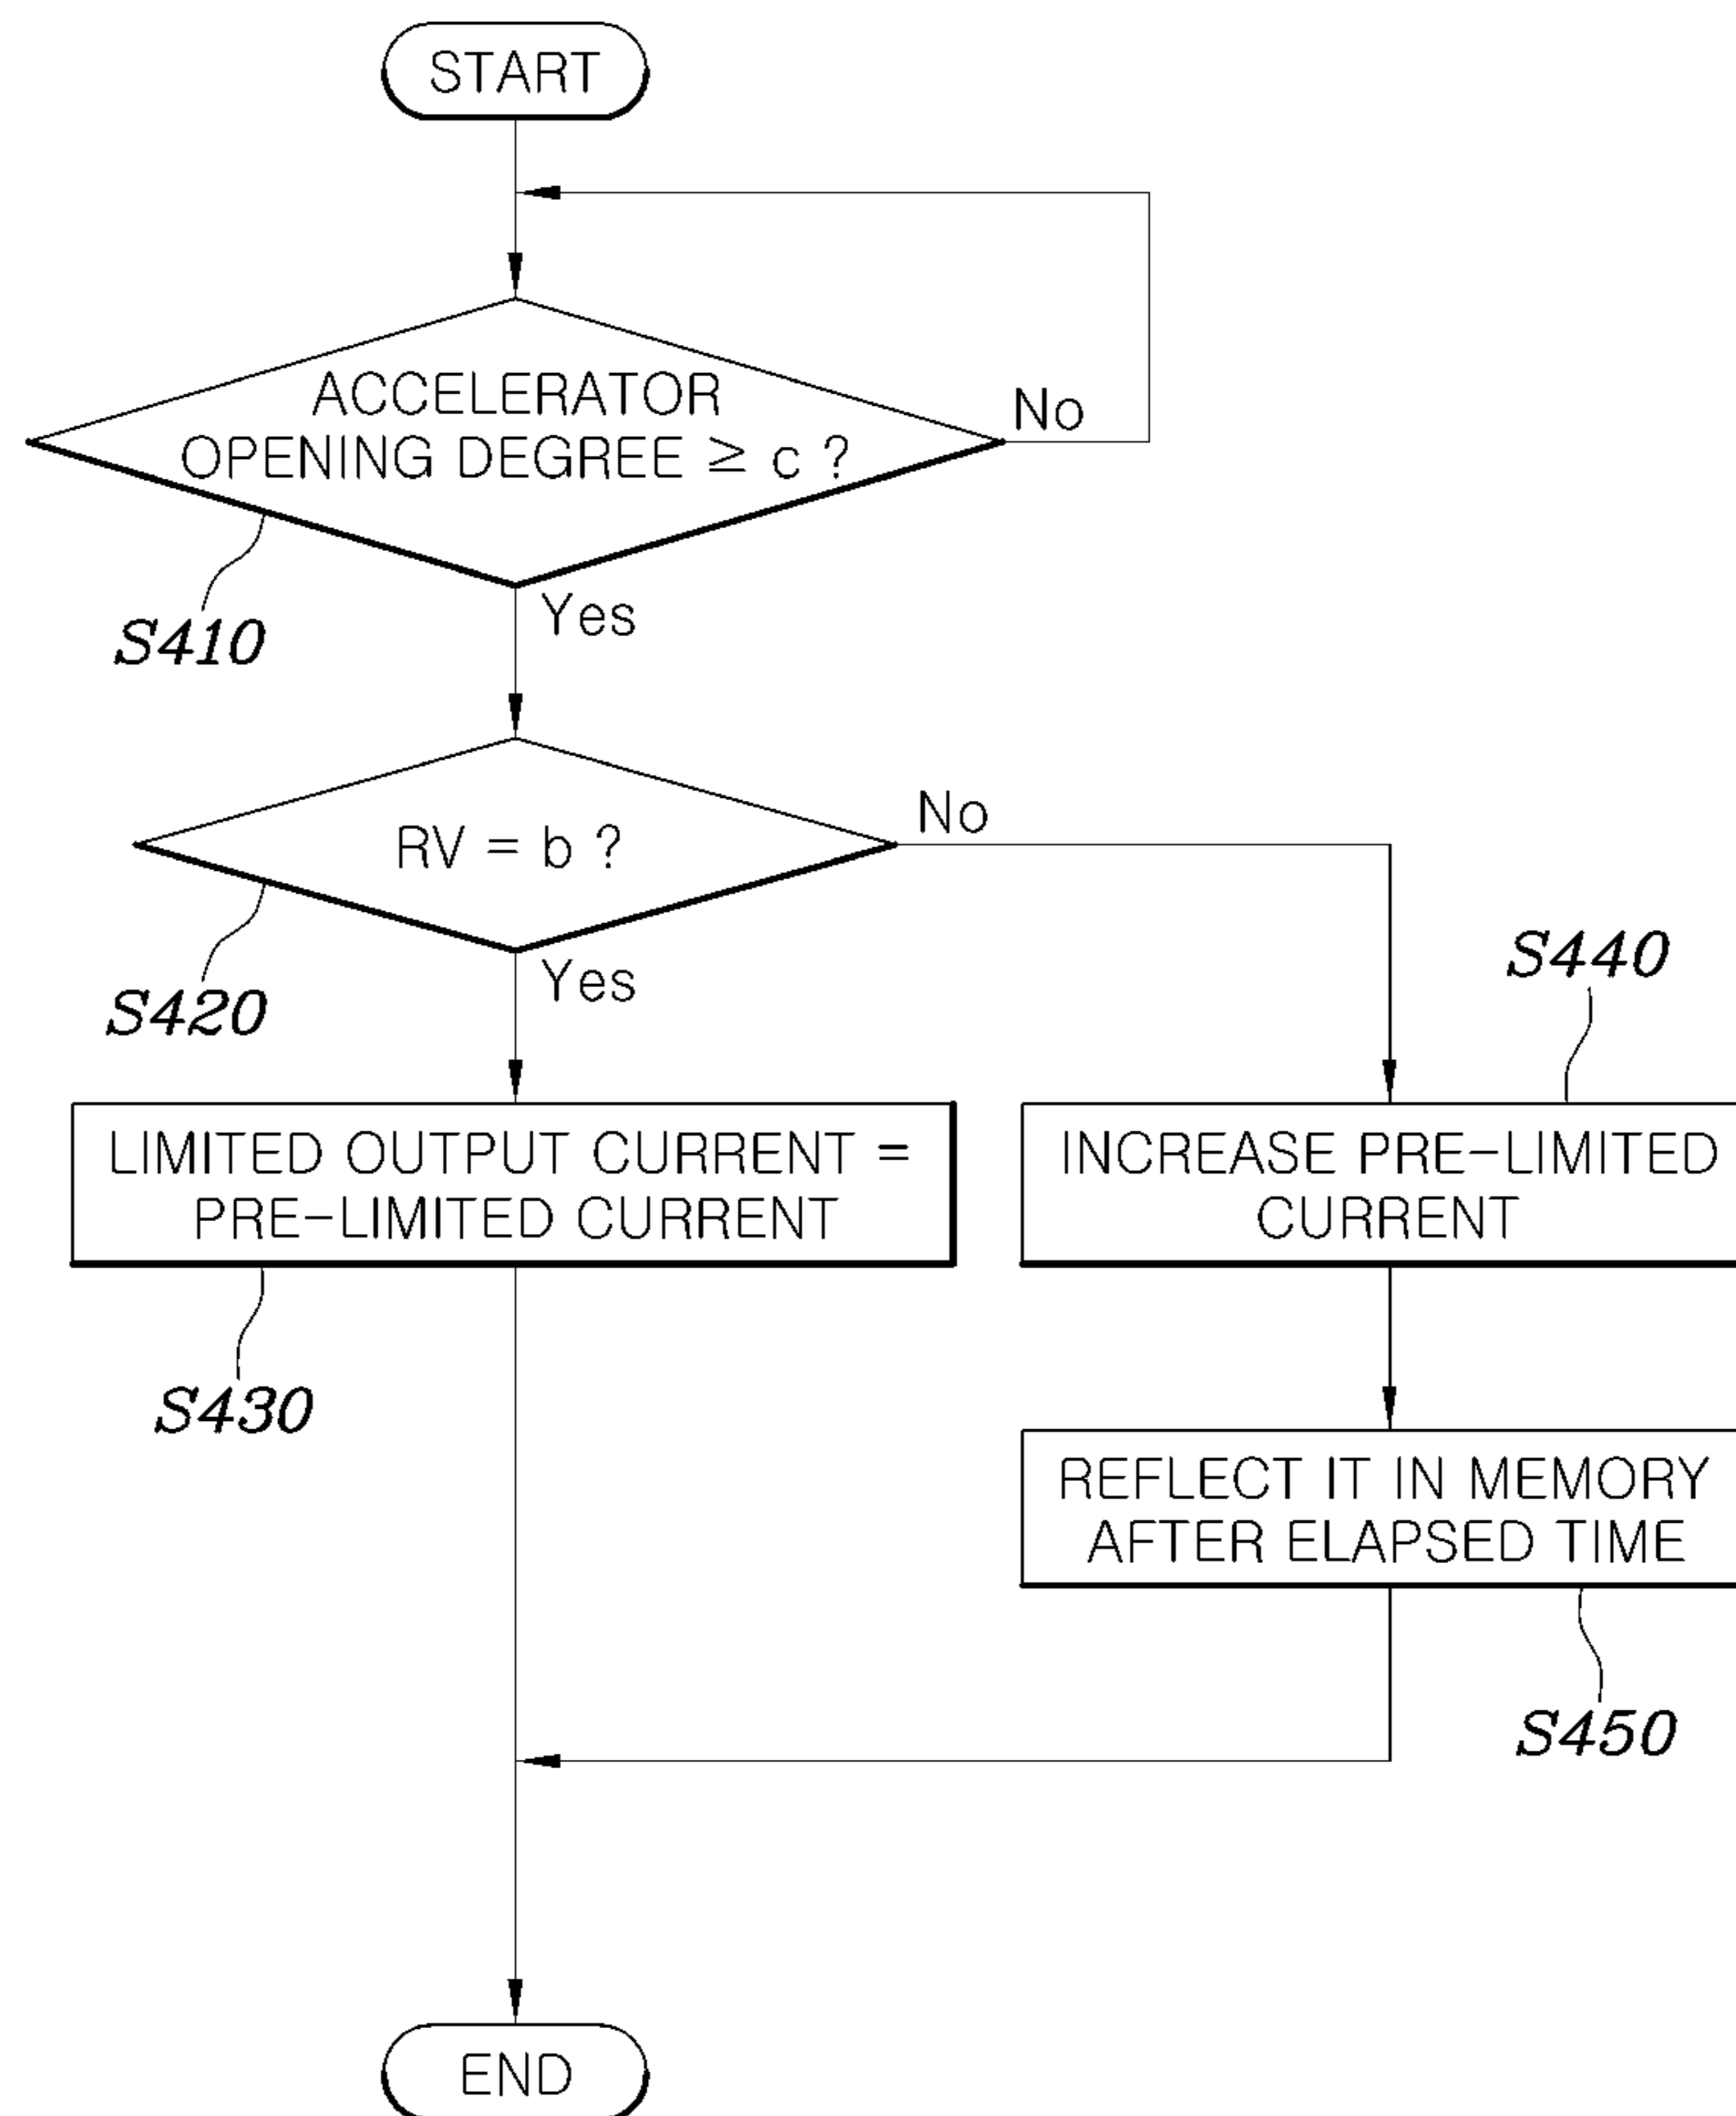 START
ACCELERATOR
OPENING DEGREE ≥ c ?
No
S410
Yes
RV = b ?
No
S420
Yes
S440
LIMITED OUTPUT CURRENT =
PRE-LIMITED CURRENT
INCREASE PRE-LIMITED
CURRENT
S430
REFLECT IT IN MEMORY
AFTER ELAPSED TIME
S450
END